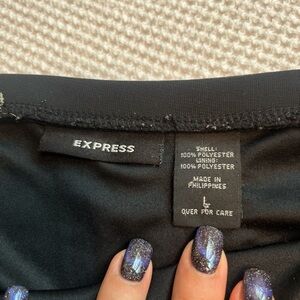 EXPRESS
SHELL:
100% POLYESTER
LINING:
100% POLYESTER
MADE IN
PHILIPPINES
L
OVER FOR CARE